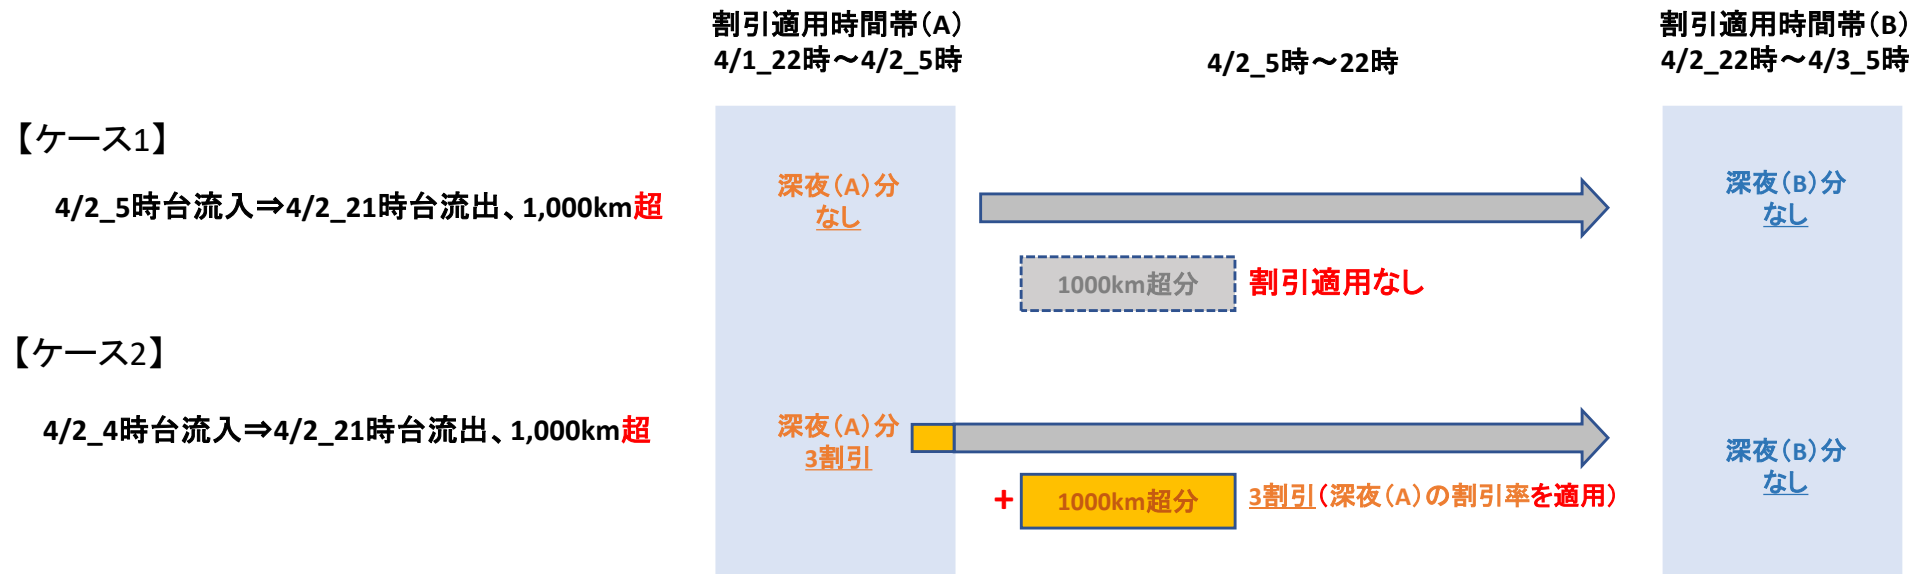 割引適用時間帯（A）
4/1_22時～4/2_5時
4/2_5時～22時
割引適用時間帯（B）
4/2_22時～4/3_5時
【ケース1】
4/2_5時台流入⇒4/2_21時台流出、1,000km超
深夜（A）分
なし
深夜（B）分
なし
1000km超分
割引適用なし
【ケース2】
4/2_4時台流入⇒4/2_21時台流出、1,000km超
深夜（A）分
3割引
深夜（B）分
なし
+
1000km超分
3割引（深夜（A）の割引率を適用）